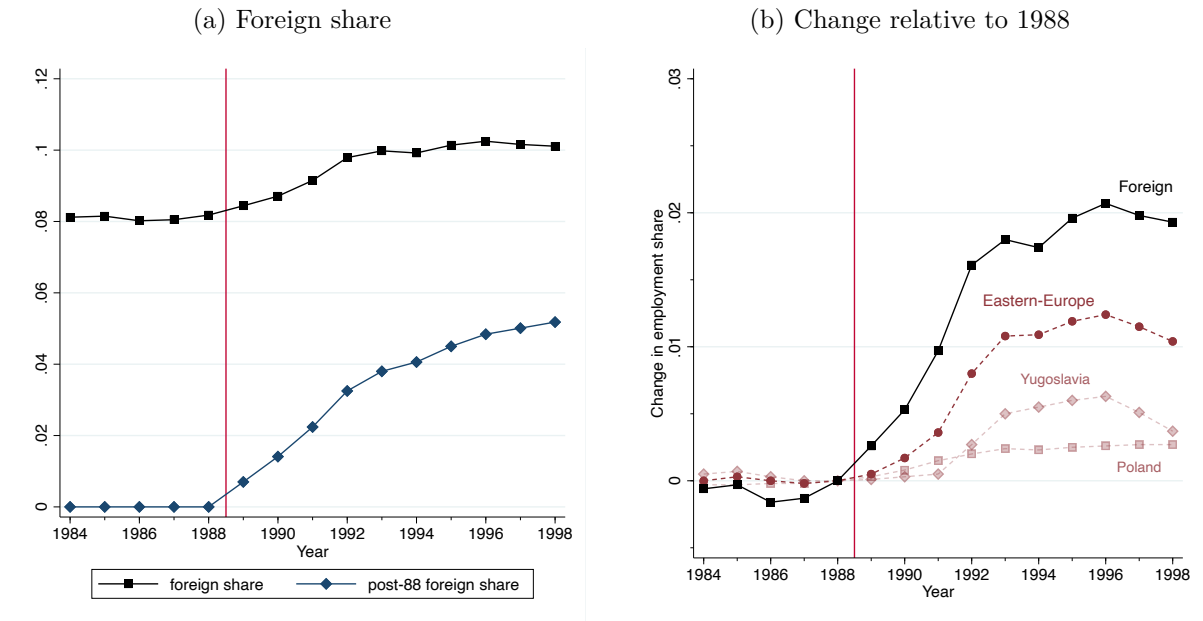 (a) Foreign share
.12
.1
.08
.06
.04
.02
0
1984 1986 1988 1990 1992 1994 1996 1998
Year
foreign share post-88 foreign share
(b) Change relative to 1988
Change in employment share
.03
.02
.01
0
Foreign
Eastern-Europe
Yugoslavia
Poland
1984 1986 1988 1990 1992 1994 1996 1998
Year